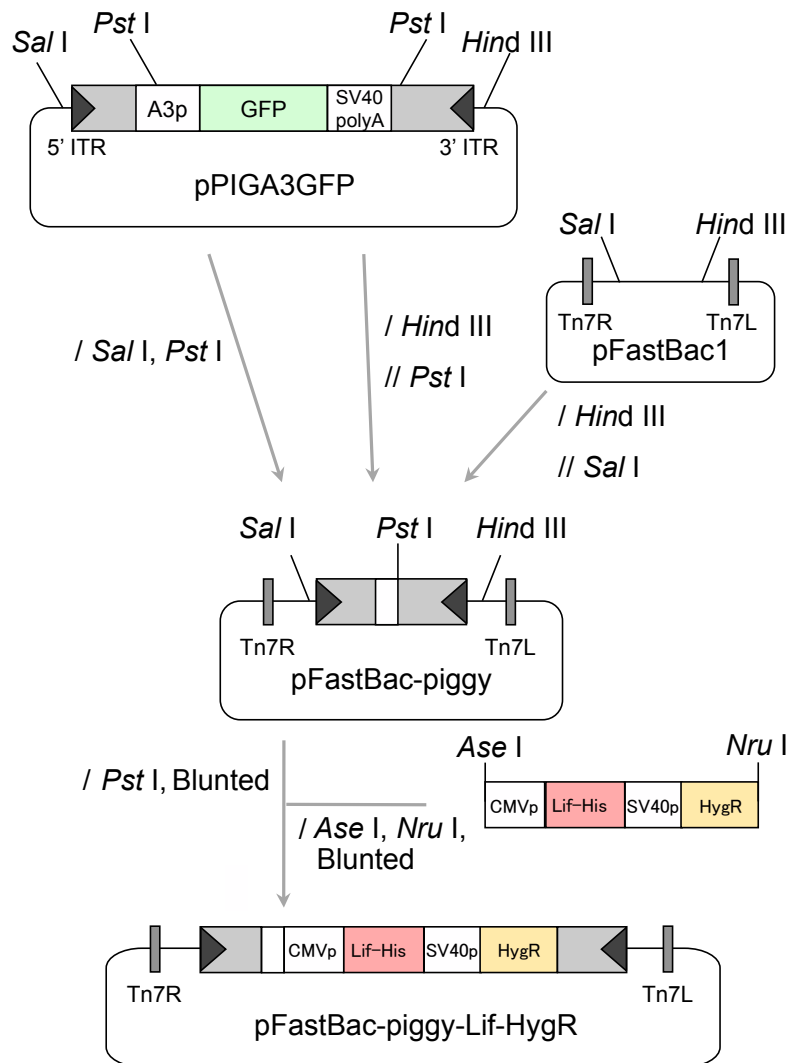 Sal I
Pst I
Pst I
Hind III
A3p
GFP
SV40
polyA
5’ ITR
3’ ITR
pPIGA3GFP
Sal I
Hind III
Tn7R
Tn7L
pFastBac1
/ Sal I, Pst I
/ Hind III
// Pst I
/ Hind III
// Sal I
Sal I
Pst I
Hind III
Tn7R
Tn7L
pFastBac-piggy
Ase I
Nru I
CMVp
Lif-His
SV40p
HygR
/ Pst I, Blunted
/ Ase I, Nru I,
Blunted
CMVp
Lif-His
SV40p
HygR
Tn7R
Tn7L
pFastBac-piggy-Lif-HygR